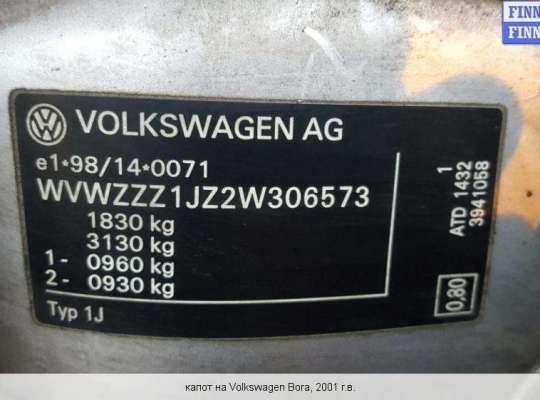 FINN
FINN
VOLKSWAGEN AG
e1*98/14*0071
WVWZZZ1JZ2W306573
1830 kg
3130 kg
1- 0960 kg
2- 0930 kg
Typ 1J
1
ATD 1432
3941058
0,80
капот на Volkswagen Bora, 2001 г.в.